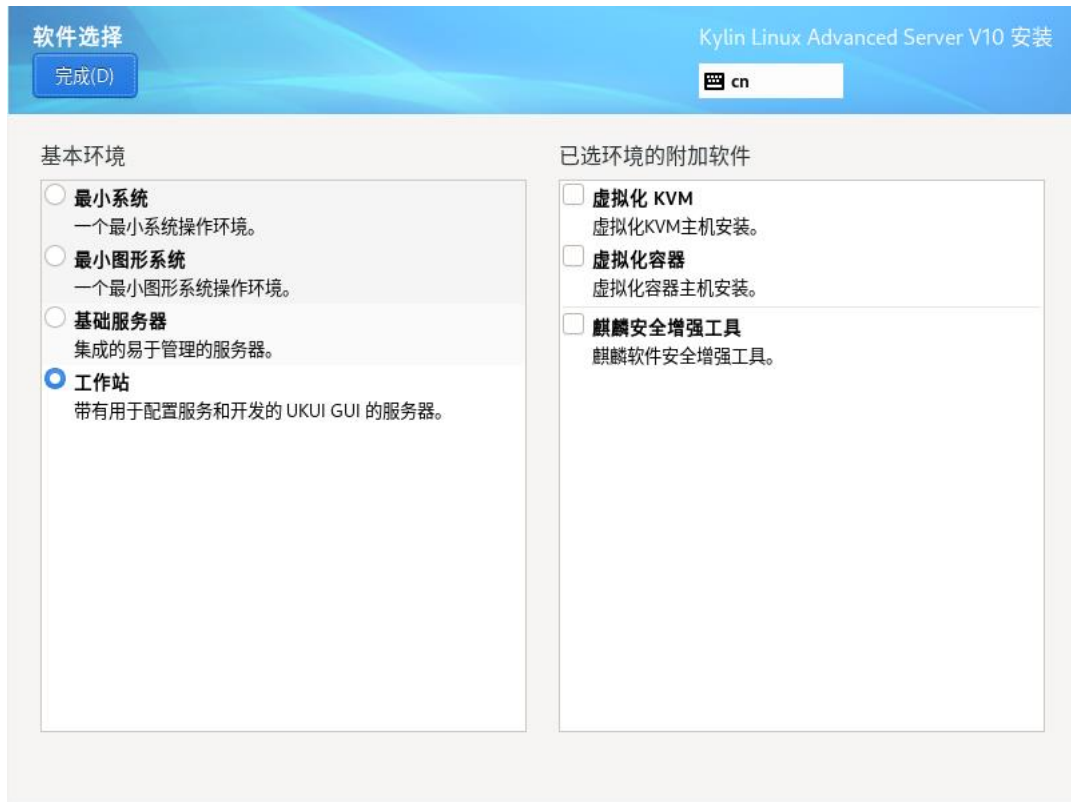 软件选择
Kylin Linux Advanced Server V10 安装
完成(D)
cn
基本环境
最小系统
一个最小系统操作环境。
最小图形系统
一个最小图形系统操作环境。
基础服务器
集成的易于管理的服务器。
工作站
带有用于配置服务和开发的 UKUI GUI 的服务器。
已选环境的附加软件
虚拟化 KVM
虚拟化KVM主机安装。
虚拟化容器
虚拟化容器主机安装。
麒麟安全增强工具
麒麟软件安全增强工具。